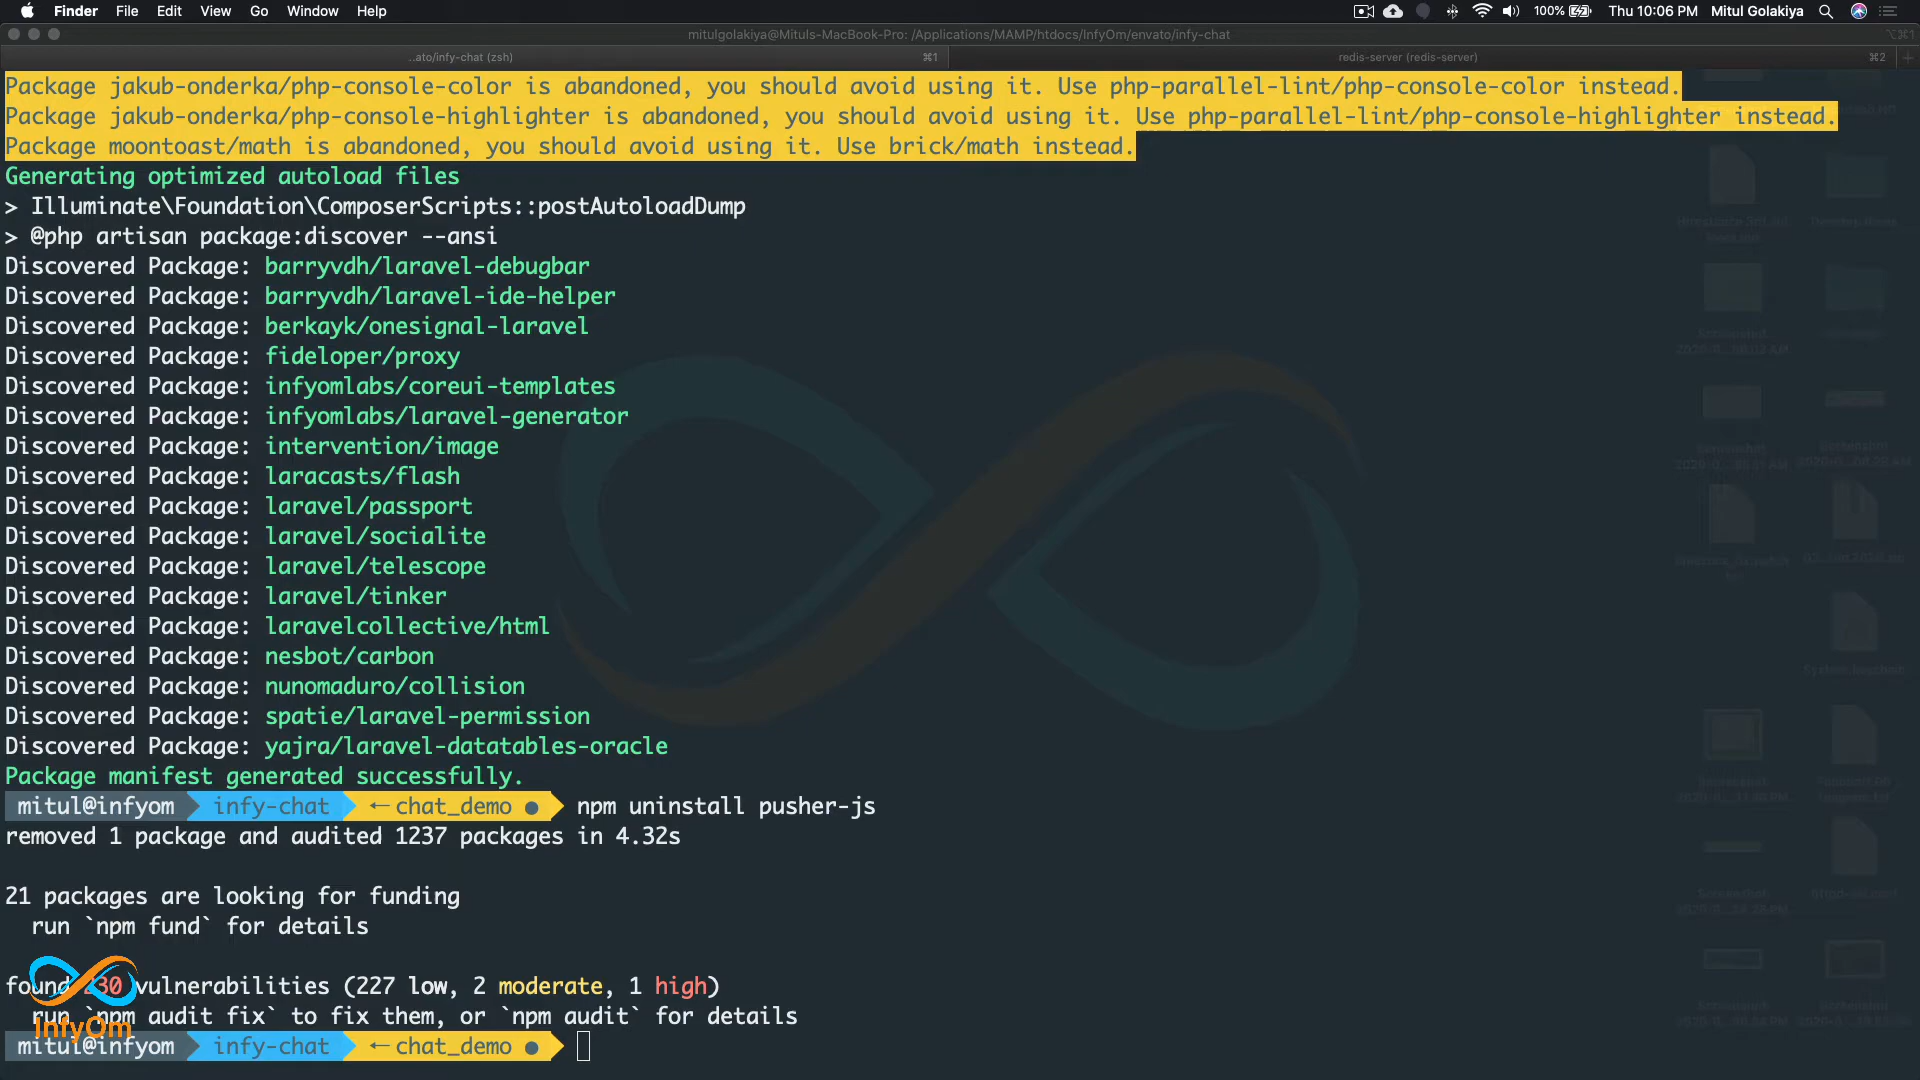 Finder File Edit View Go Window Help 100% Thu 10:06 PM Mitul Golakiya
mitulgolakiya@Mituls-MacBook-Pro: /Applications/MAMP/htdocs/InfyOm/envato/infy-chat ⌥⌘1
..ato/infy-chat (zsh) ⌘1 redis-server (redis-server) ⌘2 +
Package jakub-onderka/php-console-color is abandoned, you should avoid using it. Use php-parallel-lint/php-console-color instead.
Package jakub-onderka/php-console-highlighter is abandoned, you should avoid using it. Use php-parallel-lint/php-console-highlighter instead.
Package moontoast/math is abandoned, you should avoid using it. Use brick/math instead.
Generating optimized autoload files
> Illuminate\Foundation\ComposerScripts::postAutoloadDump
> @php artisan package:discover --ansi
Discovered Package: barryvdh/laravel-debugbar
Discovered Package: barryvdh/laravel-ide-helper
Discovered Package: berkayk/onesignal-laravel
Discovered Package: fideloper/proxy
Discovered Package: infyomlabs/coreui-templates
Discovered Package: infyomlabs/laravel-generator
Discovered Package: intervention/image
Discovered Package: laracasts/flash
Discovered Package: laravel/passport
Discovered Package: laravel/socialite
Discovered Package: laravel/telescope
Discovered Package: laravel/tinker
Discovered Package: laravelcollective/html
Discovered Package: nesbot/carbon
Discovered Package: nunomaduro/collision
Discovered Package: spatie/laravel-permission
Discovered Package: yajra/laravel-datatables-oracle
Package manifest generated successfully.
mitul@infyom infy-chat ← chat_demo ● npm uninstall pusher-js
removed 1 package and audited 1237 packages in 4.32s
21 packages are looking for funding
run `npm fund` for details
found 230 vulnerabilities (227 low, 2 moderate, 1 high)
run `npm audit fix` to fix them, or `npm audit` for details
InfyOm
mitul@infyom infy-chat ← chat_demo ●